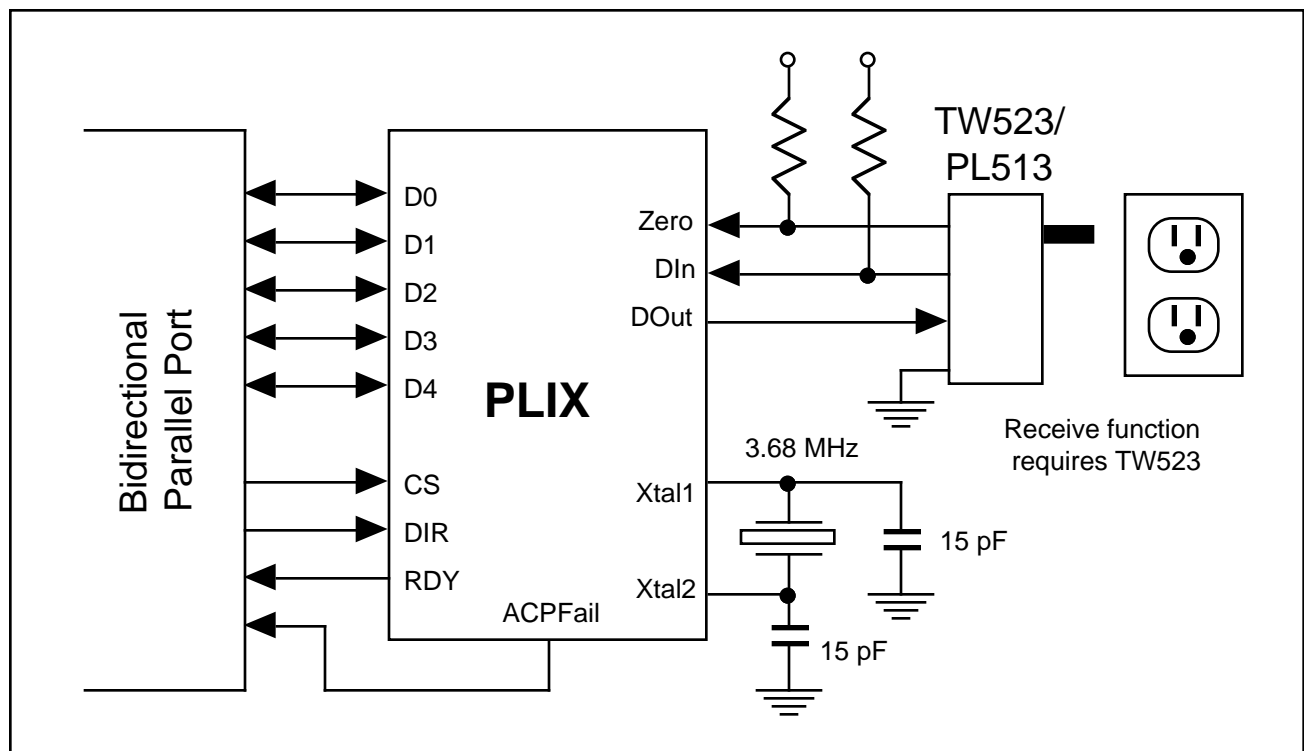 Bidirectional
Parallel Port
D0
D1
D2
D3
D4
CS
DIR
RDY
PLIX
ACPFail
Zero
DIn
DOut
Xtal1
Xtal2
TW523/
PL513
Receive function
requires TW523
3.68 MHz
15 pF
15 pF